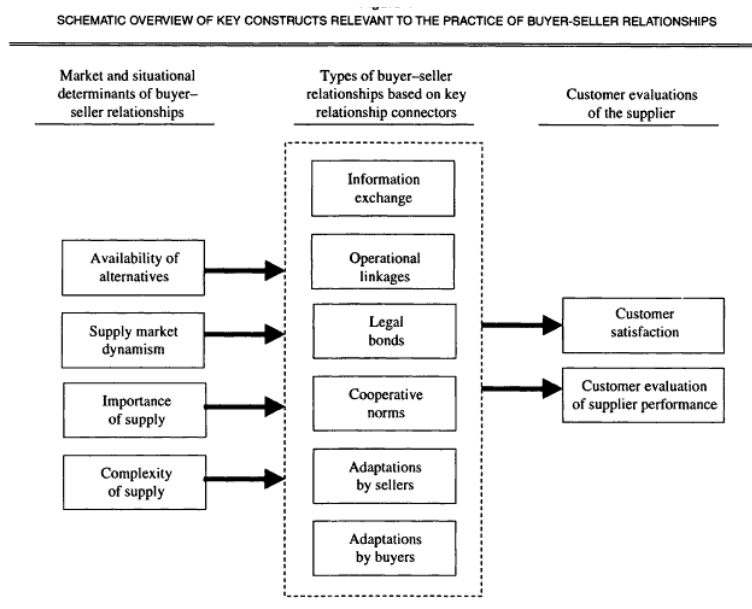 SCHEMATIC OVERVIEW OF KEY CONSTRUCTS RELEVANT TO THE PRACTICE OF BUYER-SELLER RELATIONSHIPS
Market and situational
determinants of buyer–
seller relationships
Types of buyer–seller
relationships based on key
relationship connectors
Customer evaluations
of the supplier
Information
exchange
Availability of
alternatives
Operational
linkages
Supply market
dynamism
Legal
bonds
Customer
satisfaction
Importance
of supply
Cooperative
norms
Customer evaluation
of supplier performance
Complexity
of supply
Adaptations
by sellers
Adaptations
by buyers